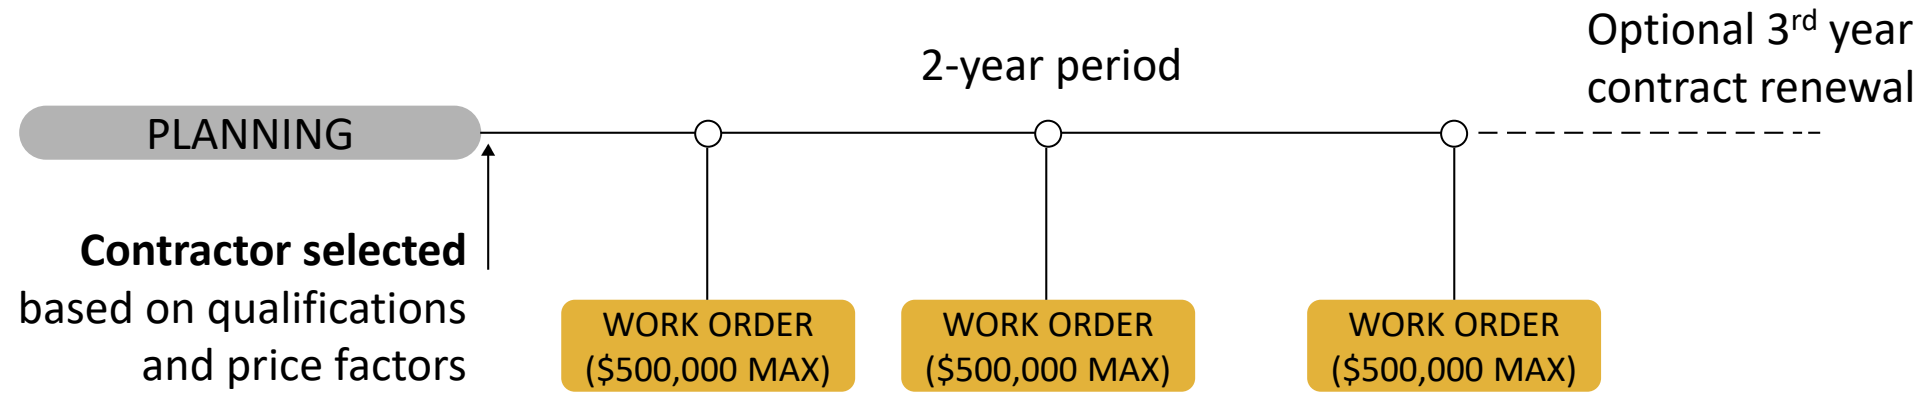 Optional 3rd year
contract renewal
2-year period
PLANNING
Contractor selected
based on qualifications
and price factors
WORK ORDER
($500,000 MAX)
WORK ORDER
($500,000 MAX)
WORK ORDER
($500,000 MAX)